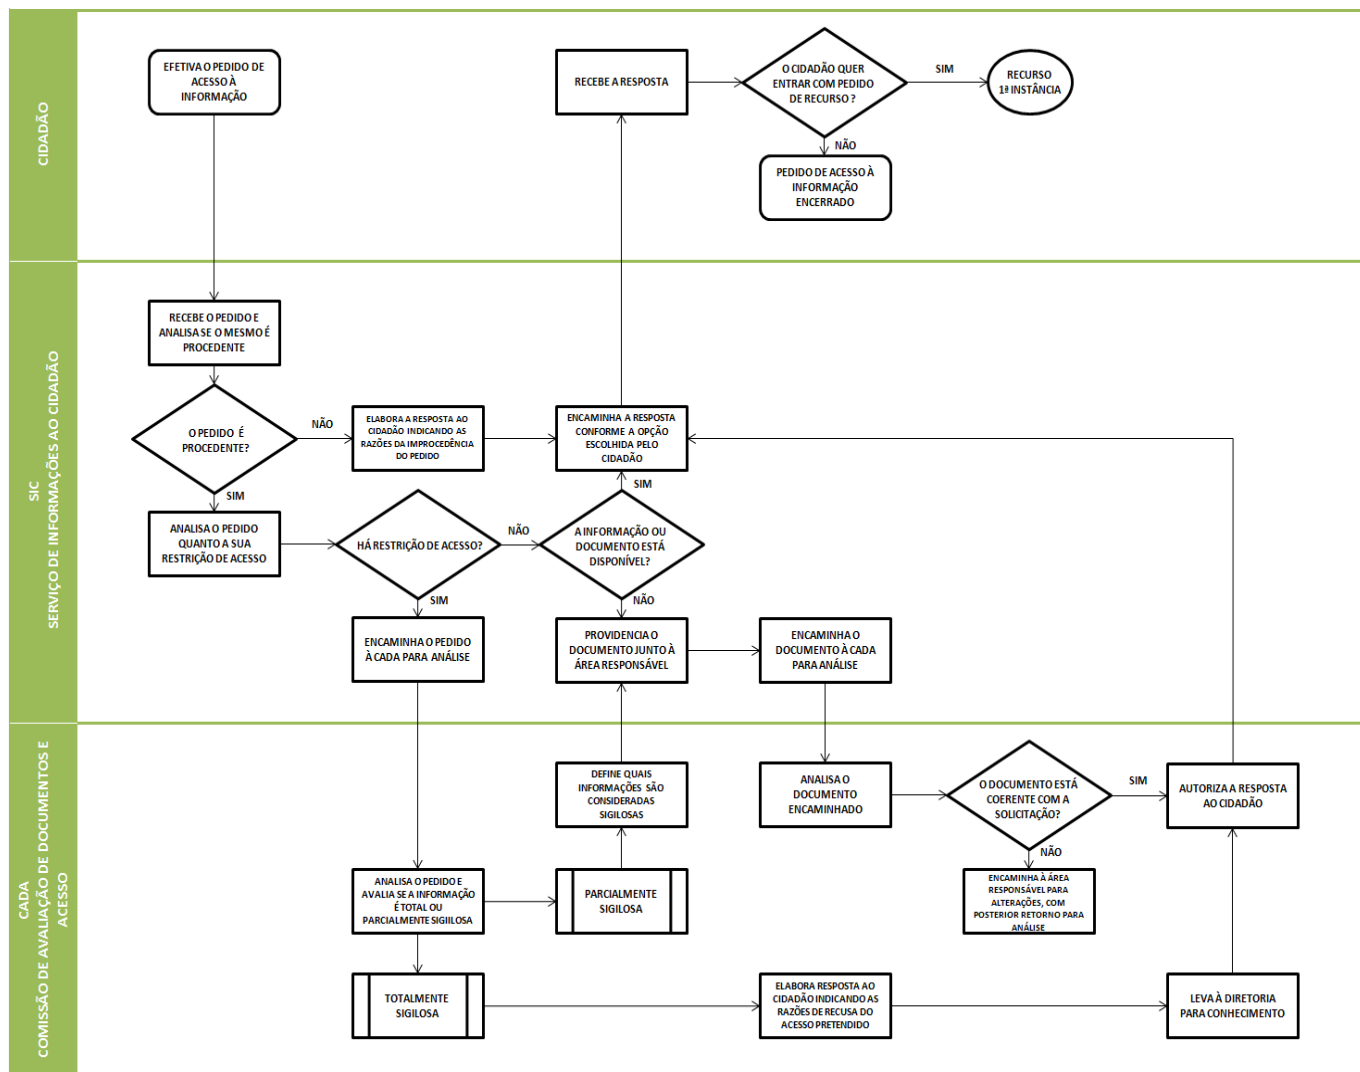 CIDADÃO
EFETIVA O PEDIDO DE
ACESSO À
INFORMAÇÃO
RECEBE A RESPOSTA
O CIDADÃO QUER
ENTRAR COM PEDIDO
DE RECURSO ?
SIM
RECURSO
1ª INSTÂNCIA
NÃO
PEDIDO DE ACESSO À
INFORMAÇÃO
ENCERRADO
SIC
SERVIÇO DE INFORMAÇÕES AO CIDADÃO
RECEBE O PEDIDO E
ANALISA SE O MESMO É
PROCEDENTE
O PEDIDO É
PROCEDENTE?
NÃO
ELABORA A RESPOSTA AO
CIDADÃO INDICANDO AS
RAZÕES DA IMPROCEDÊNCIA
DO PEDIDO
ENCAMINHA A RESPOSTA
CONFORME A OPÇÃO
ESCOLHIDA PELO
CIDADÃO
SIM
SIM
ANALISA O PEDIDO
QUANTO A SUA
RESTRIÇÃO DE ACESSO
HÁ RESTRIÇÃO DE ACESSO?
NÃO
A INFORMAÇÃO OU
DOCUMENTO ESTÁ
DISPONÍVEL?
SIM
NÃO
ENCAMINHA O PEDIDO
À CADA PARA ANÁLISE
PROVIDENCIA O
DOCUMENTO JUNTO À
ÁREA RESPONSÁVEL
ENCAMINHA O
DOCUMENTO À CADA
PARA ANÁLISE
CADA
COMISSÃO DE AVALIAÇÃO DE DOCUMENTOS E
ACESSO
DEFINE QUAIS
INFORMAÇÕES SÃO
CONSIDERADAS
SIGILOSAS
ANALISA O
DOCUMENTO
ENCAMINHADO
O DOCUMENTO ESTÁ
COERENTE COM A
SOLICITAÇÃO?
SIM
AUTORIZA A RESPOSTA
AO CIDADÃO
NÃO
ANALISA O PEDIDO E
AVALIA SE A INFORMAÇÃO
É TOTAL OU
PARCIALMENTE SIGIILOSA
PARCIALMENTE
SIGILOSA
ENCAMINHA À ÁREA
RESPONSÁVEL PARA
ALTERAÇÕES, COM
POSTERIOR RETORNO PARA
ANÁLISE
TOTALMENTE
SIGILOSA
ELABORA RESPOSTA AO
CIDADÃO INDICANDO AS
RAZÕES DE RECUSA DO
ACESSO PRETENDIDO
LEVA À DIRETORIA
PARA CONHECIMENTO